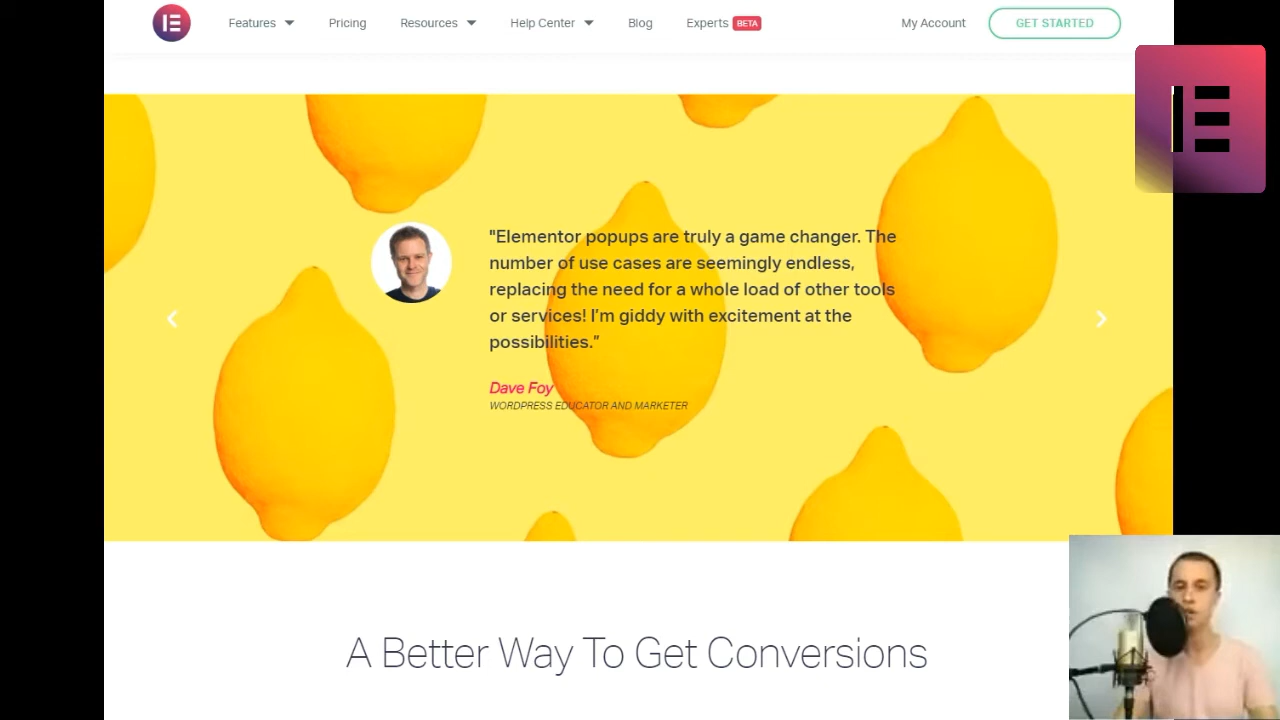 Features Pricing Resources Help Center Blog Experts BETA My Account GET STARTED
"Elementor popups are truly a game changer. The
number of use cases are seemingly endless,
replacing the need for a whole load of other tools
or services! I'm giddy with excitement at the
possibilities."
Dave Foy
WORDPRESS EDUCATOR AND MARKETER
A Better Way To Get Conversions